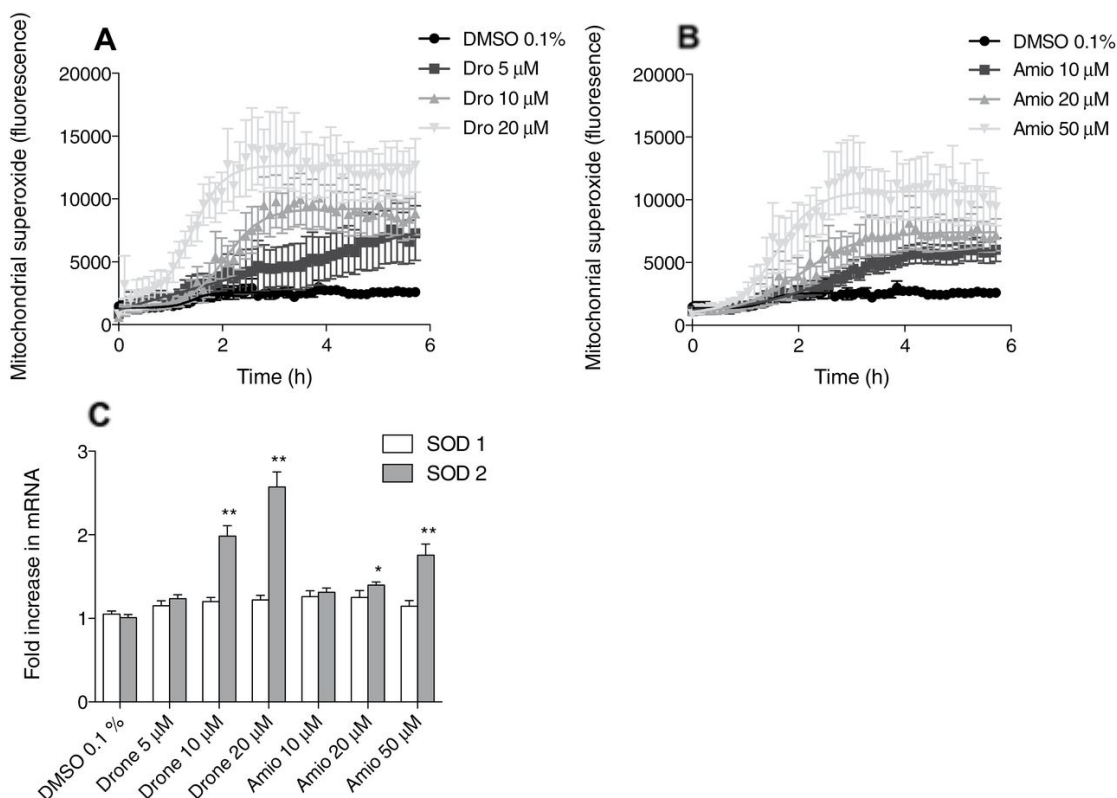 A
Mitochondrial superoxide (fluoresence)
DMSO 0.1%
Dro 5 μM
Dro 10 μM
Dro 20 μM
20000
15000
10000
5000
0
0 2 4 6
Time (h)
B
Mitochonrial superoxide (fluoresence)
DMSO 0.1%
Amio 10 μM
Amio 20 μM
Amio 50 μM
20000
15000
10000
5000
0
0 2 4 6
Time (h)
C
Fold increase in mRNA
SOD 1
SOD 2
3
2
1
0
**
**
*
**
DMSO 0.1 %
Drone 5 μM
Drone 10 μM
Drone 20 μM
Amio 10 μM
Amio 20 μM
Amio 50 μM